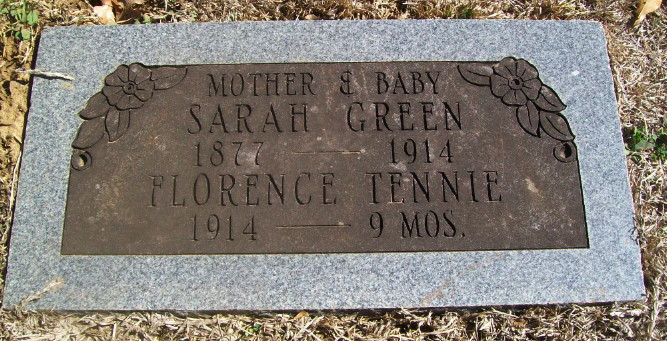 MOTHER & BABY
SARAH GREEN
1877 — 1914
FLORENCE TENNIE
1914 — 9 MOS.